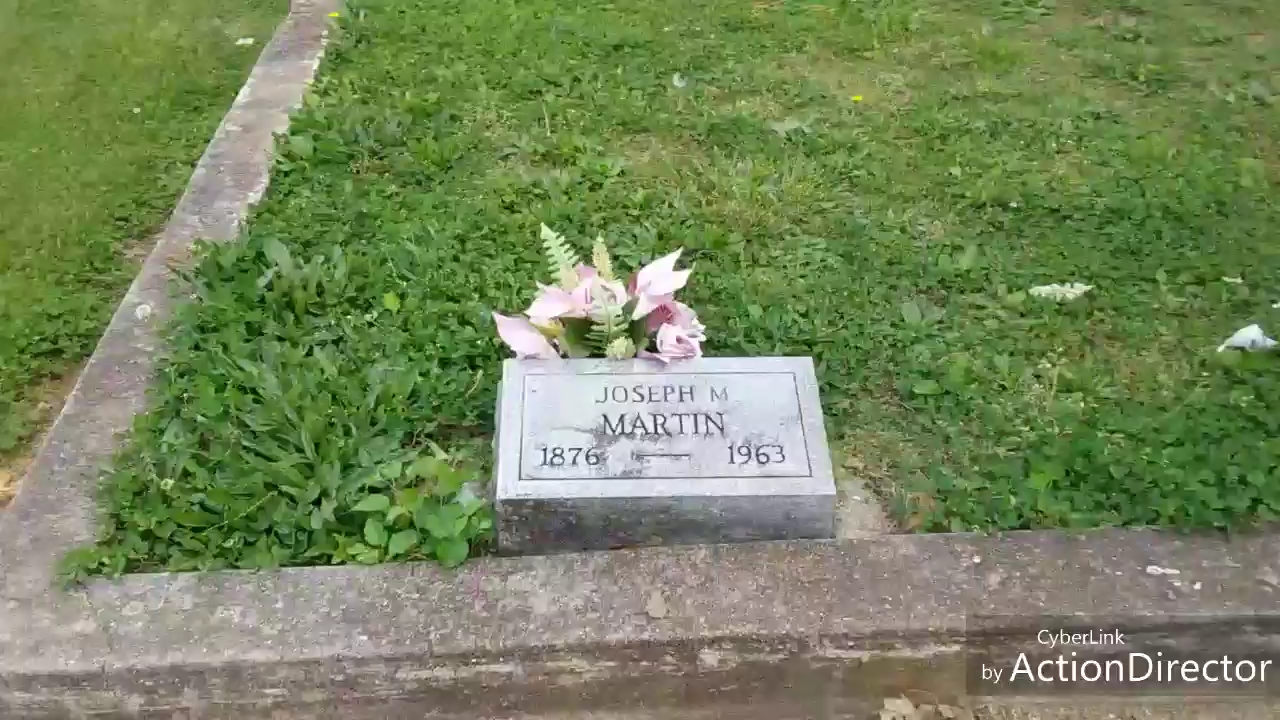 JOSEPH M
MARTIN
1876 — 1963
CyberLink
by ActionDirector